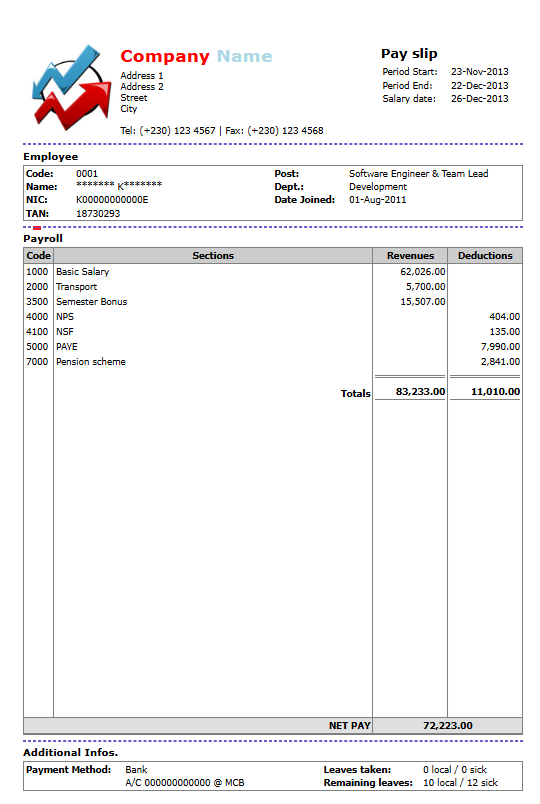 Company Name
Address 1
Address 2
Street
City
Tel: (+230) 123 4567 | Fax: (+230) 123 4568
Pay slip
Period Start: 23-Nov-2013
Period End: 22-Dec-2013
Salary date: 26-Dec-2013
Employee
Code: 0001 Post: Software Engineer & Team Lead
Name: ******* K******* Dept.: Development
NIC: K00000000000E Date Joined: 01-Aug-2011
TAN: 18730293
Payroll
Code Sections Revenues Deductions
1000 Basic Salary 62,026.00
2000 Transport 5,700.00
3500 Semester Bonus 15,507.00
4000 NPS 404.00
4100 NSF 135.00
5000 PAYE 7,990.00
7000 Pension scheme 2,841.00
Totals 83,233.00 11,010.00
NET PAY 72,223.00
Additional Infos.
Payment Method: Bank Leaves taken: 0 local / 0 sick
A/C 000000000000 @ MCB Remaining leaves: 10 local / 12 sick